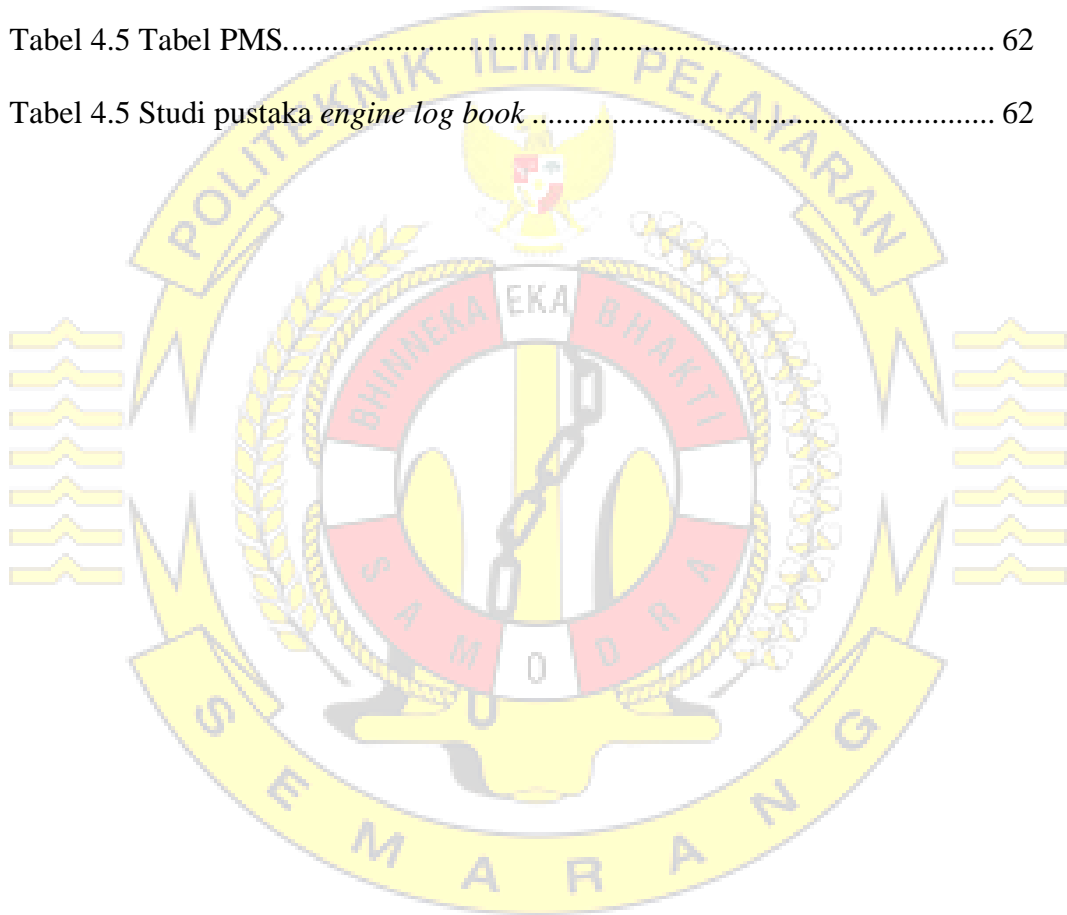 Tabel 4.5 Tabel PMS.......................................................................... 62
Tabel 4.5 Studi pustaka engine log book ................................................ 62
POLITEKNIK ILMU PELAYARAN
BHINNEKA EKA BHAKTI
SAMODRA
SEMARANG